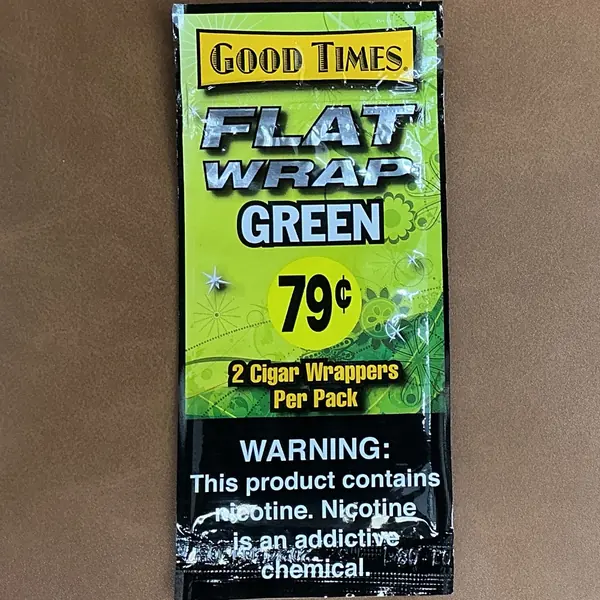 GOOD TIMES®
FLAT
WRAP
GREEN
79¢
2 Cigar Wrappers
Per Pack
WARNING:
This product contains
nicotine. Nicotine
is an addictive
chemical.